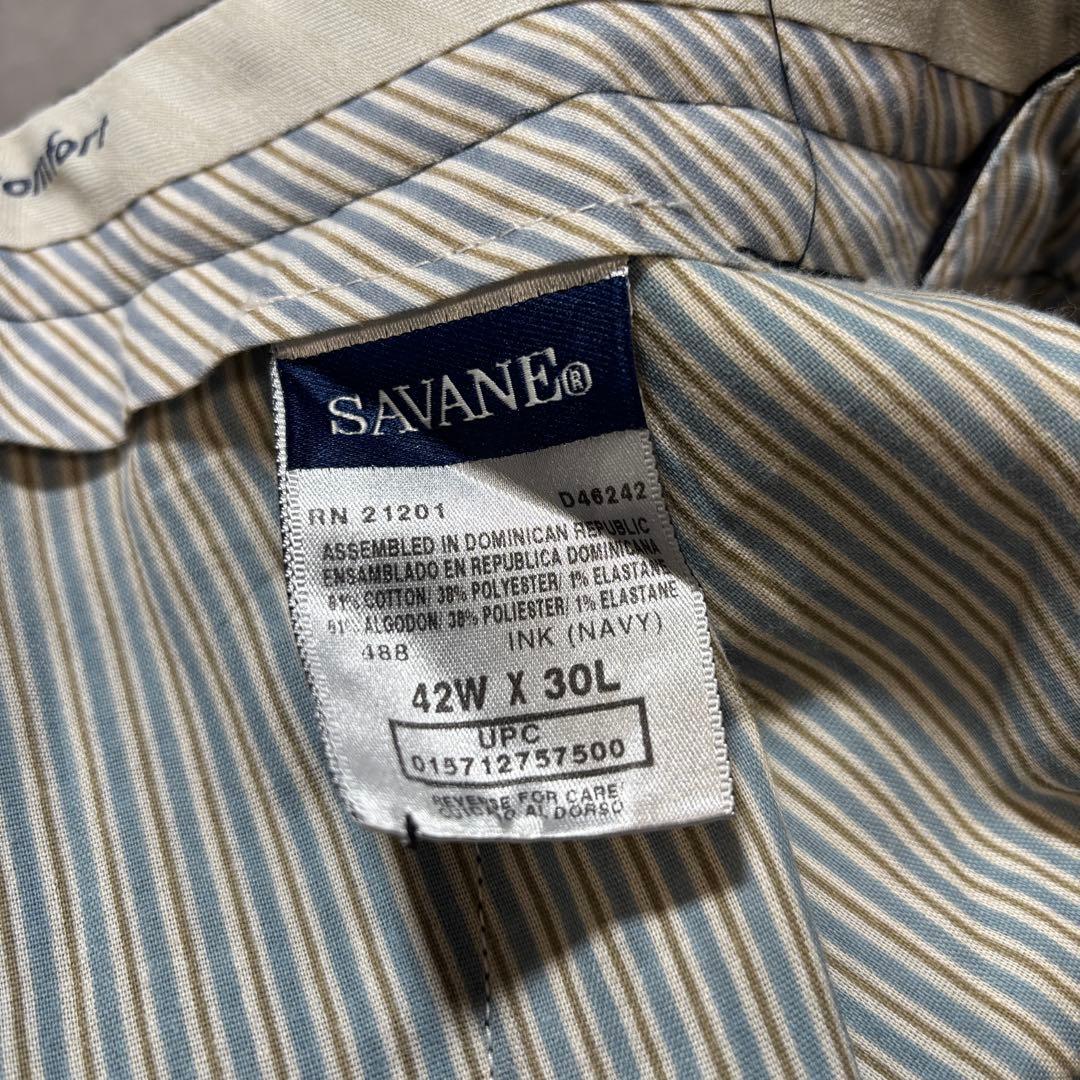 comfort
SAVANE®
RN 21201 D46242
ASSEMBLED IN DOMINICAN REPUBLIC
ENSAMBLADO EN REPUBLICA DOMINICANA
61% COTTON/ 38% POLYESTER/ 1% ELASTANE
61% ALGODON/ 38% POLIESTER/ 1% ELASTANE
48B INK (NAVY)
42W X 30L
UPC
015712757500
REVERSE FOR CARE
CUIDADO AL DORSO